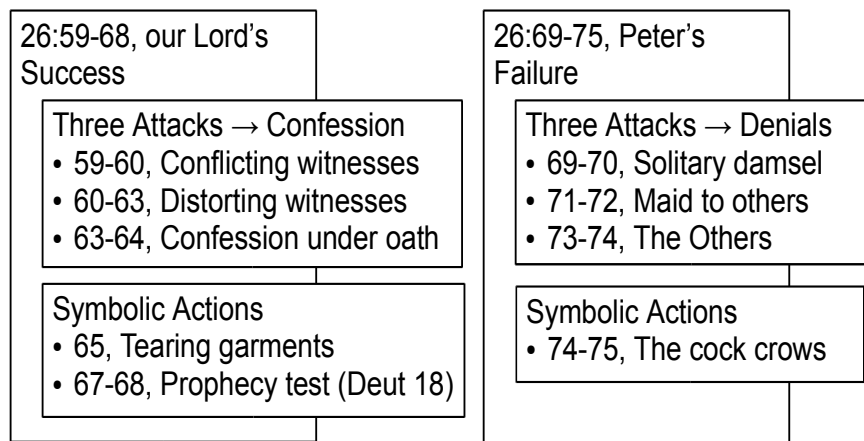 26:59-68, our Lord’s
Success
Three Attacks → Confession
• 59-60, Conflicting witnesses
• 60-63, Distorting witnesses
• 63-64, Confession under oath
Symbolic Actions
• 65, Tearing garments
• 67-68, Prophecy test (Deut 18)
26:69-75, Peter’s
Failure
Three Attacks → Denials
• 69-70, Solitary damsel
• 71-72, Maid to others
• 73-74, The Others
Symbolic Actions
• 74-75, The cock crows